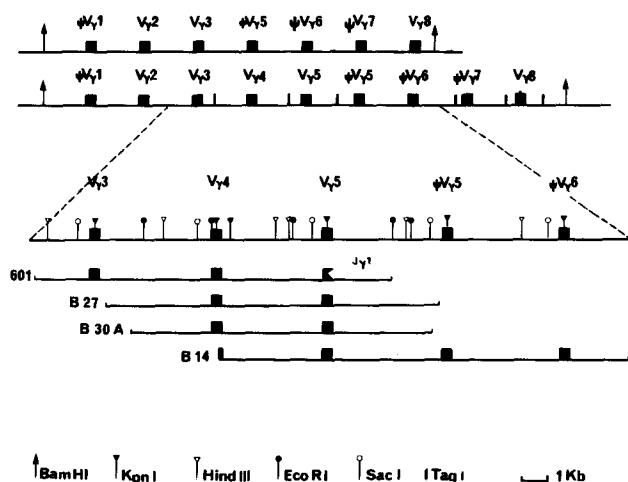 ψVγ1 Vγ2 Vγ3 ψVγ5 ψVγ6 ψVγ7 Vγ8
ψVγ1 Vγ2 Vγ3 Vγ4 Vγ5 ψVγ5 ψVγ6 ψVγ7 Vγ8
Vγ3 Vγ4 Vγ5 ψVγ5 ψVγ6
601
B 27
B 30 A
B 14
BamHI KpnI HindIII EcoRI SacI TaqI 1Kb